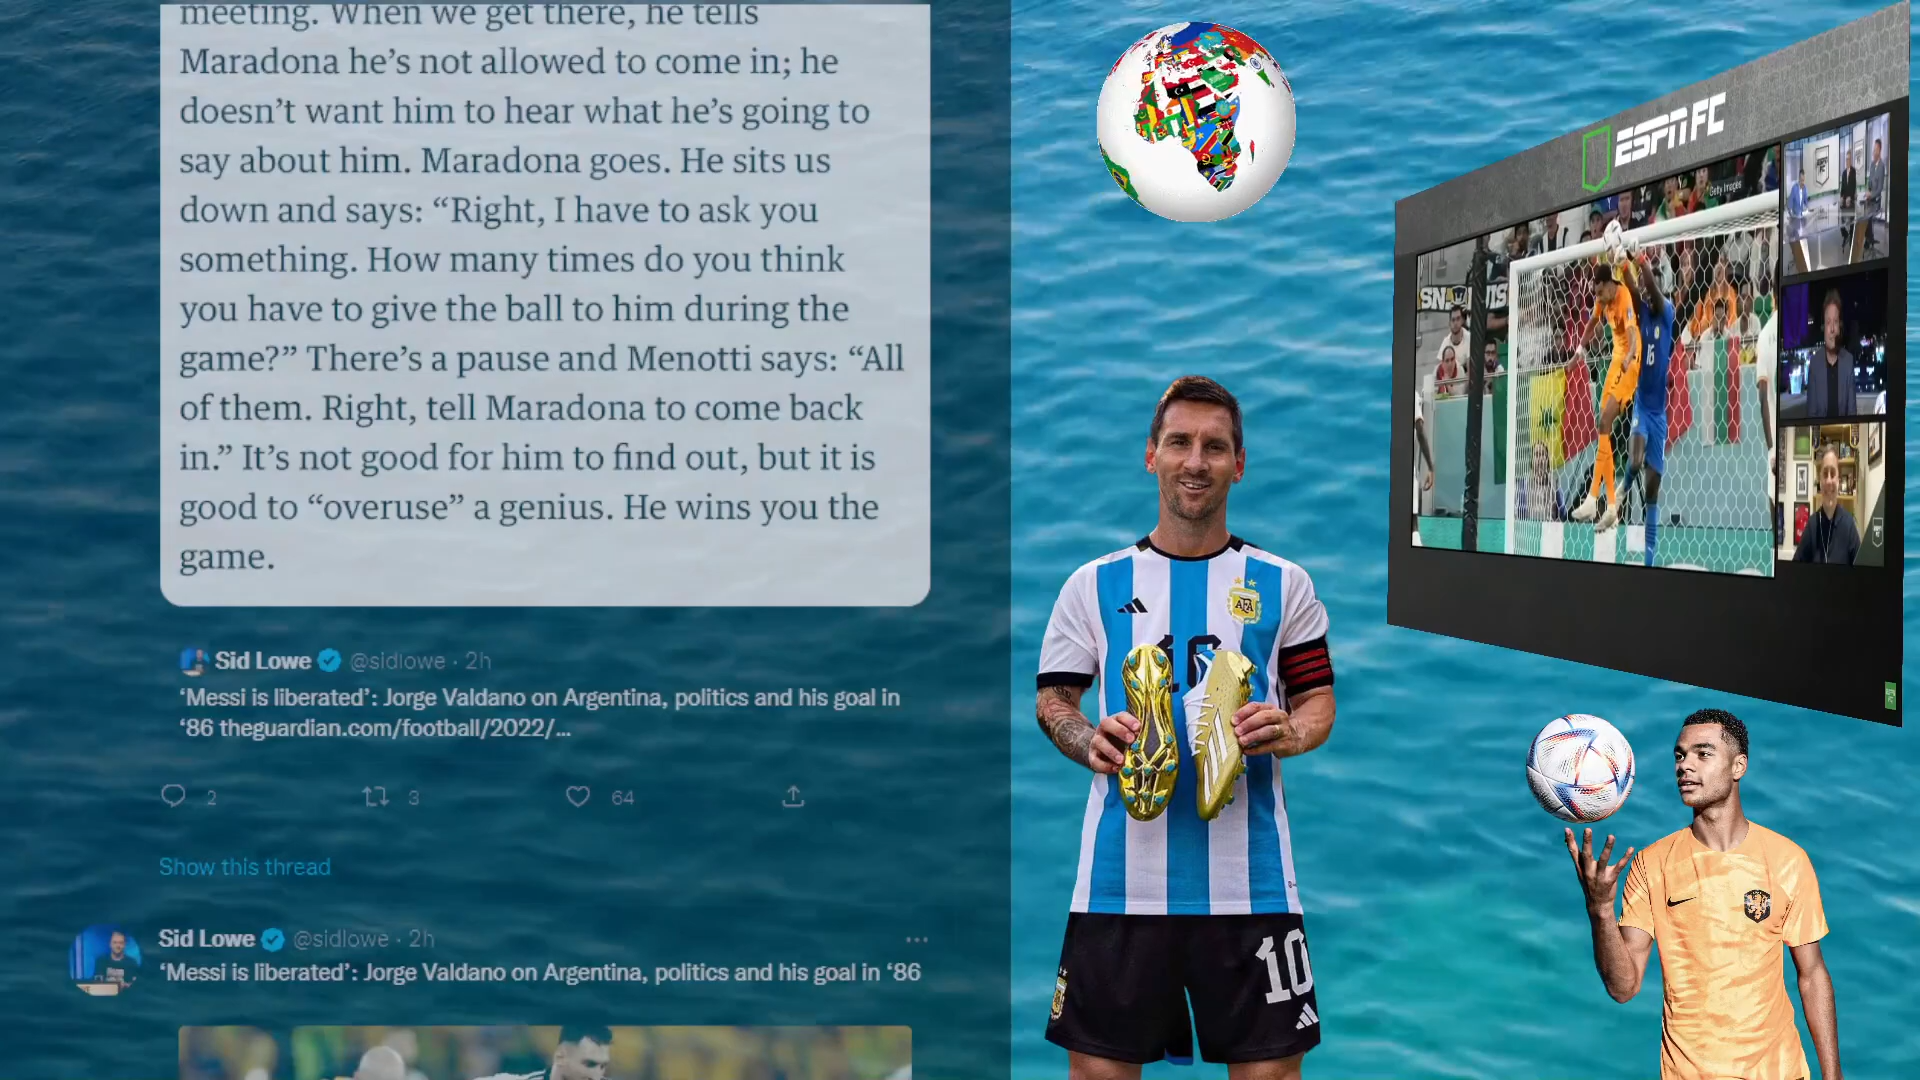 meeting. When we get there, he tells
Maradona he’s not allowed to come in; he
doesn’t want him to hear what he’s going to
say about him. Maradona goes. He sits us
down and says: “Right, I have to ask you
something. How many times do you think
you have to give the ball to him during the
game?” There’s a pause and Menotti says: “All
of them. Right, tell Maradona to come back
in.” It’s not good for him to find out, but it is
good to “overuse” a genius. He wins you the
game.
Sid Lowe @sidlowe · 2h
‘Messi is liberated’: Jorge Valdano on Argentina, politics and his goal in
‘86 theguardian.com/football/2022/...
2 3 64
Show this thread
Sid Lowe @sidlowe · 2h
‘Messi is liberated’: Jorge Valdano on Argentina, politics and his goal in ‘86
ESPN FC
Getty Images
16
AFA
10
10